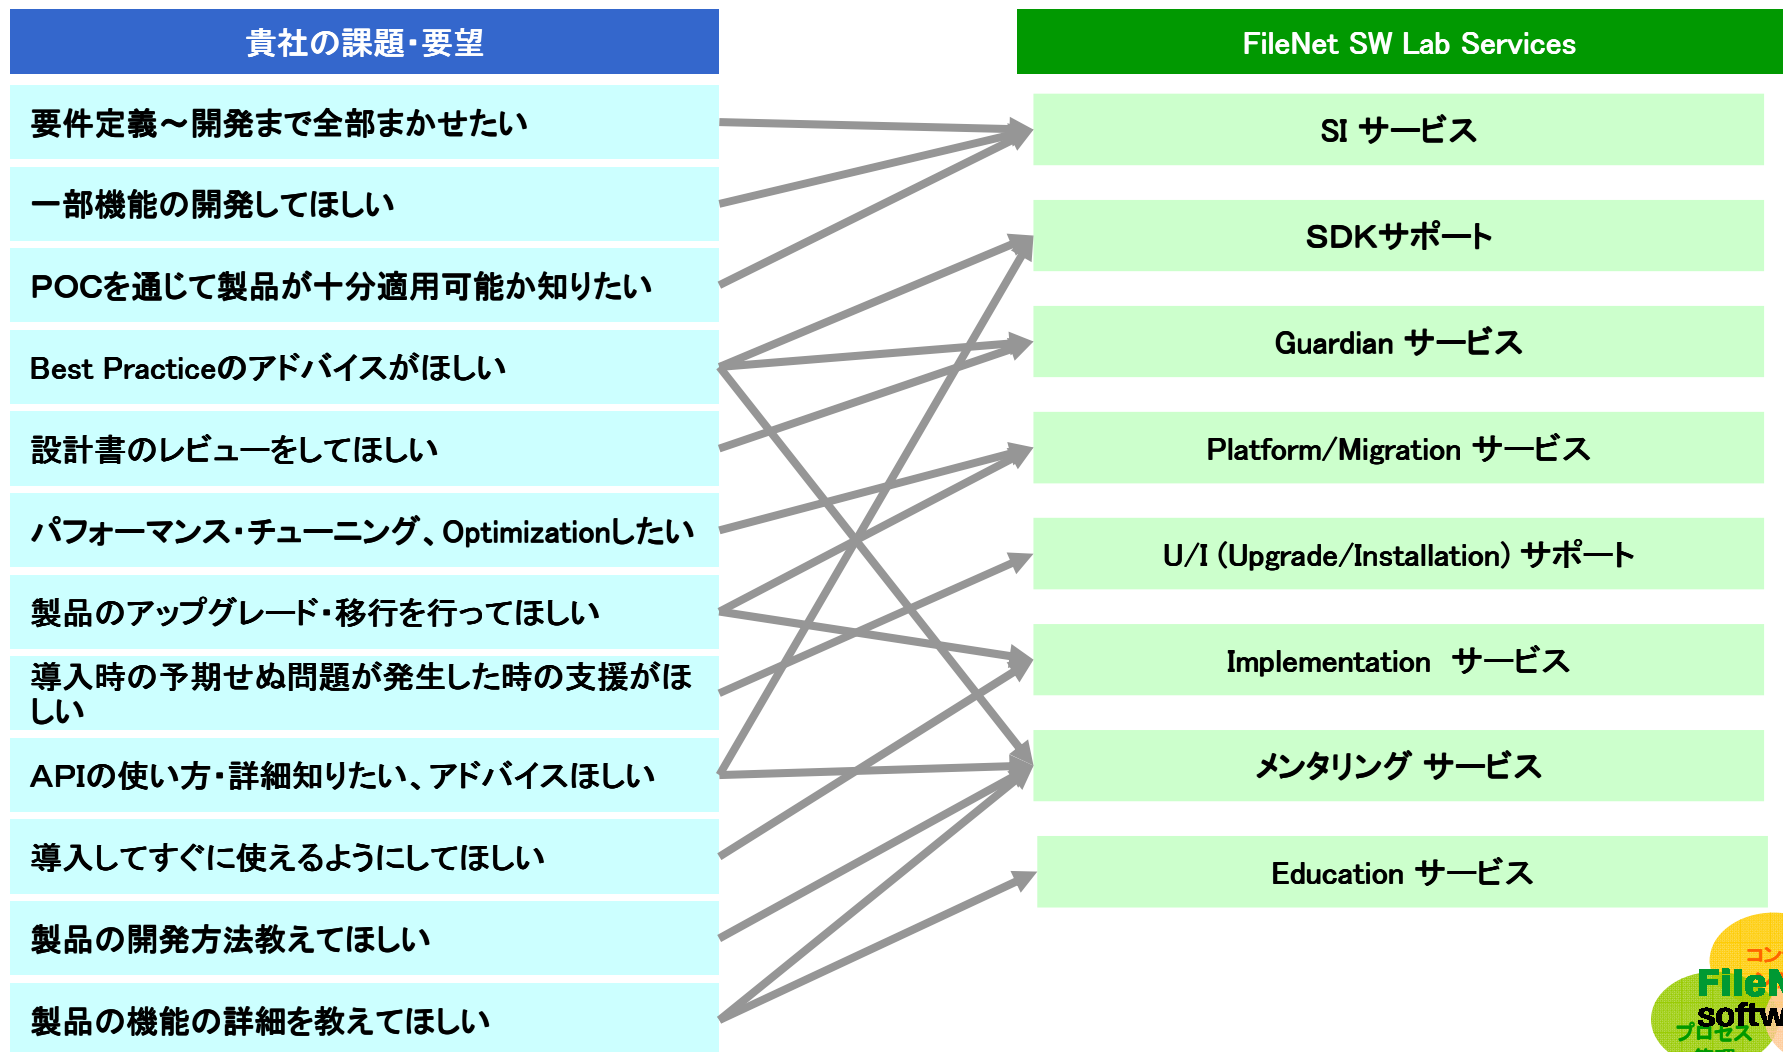 貴社の課題・要望
FileNet SW Lab Services
要件定義～開発まで全部まかせたい
一部機能の開発してほしい
POCを通じて製品が十分適用可能か知りたい
Best Practiceのアドバイスがほしい
設計書のレビューをしてほしい
パフォーマンス・チューニング、Optimizationしたい
製品のアップグレード・移行を行ってほしい
導入時の予期せぬ問題が発生した時の支援がほ
しい
APIの使い方・詳細知りたい、アドバイスほしい
導入してすぐに使えるようにしてほしい
製品の開発方法教えてほしい
製品の機能の詳細を教えてほしい
SI サービス
SDKサポート
Guardian サービス
Platform/Migration サービス
U/I (Upgrade/Installation) サポート
Implementation　サービス
メンタリング サービス
Education サービス
コン
FileN
softw
プロセス